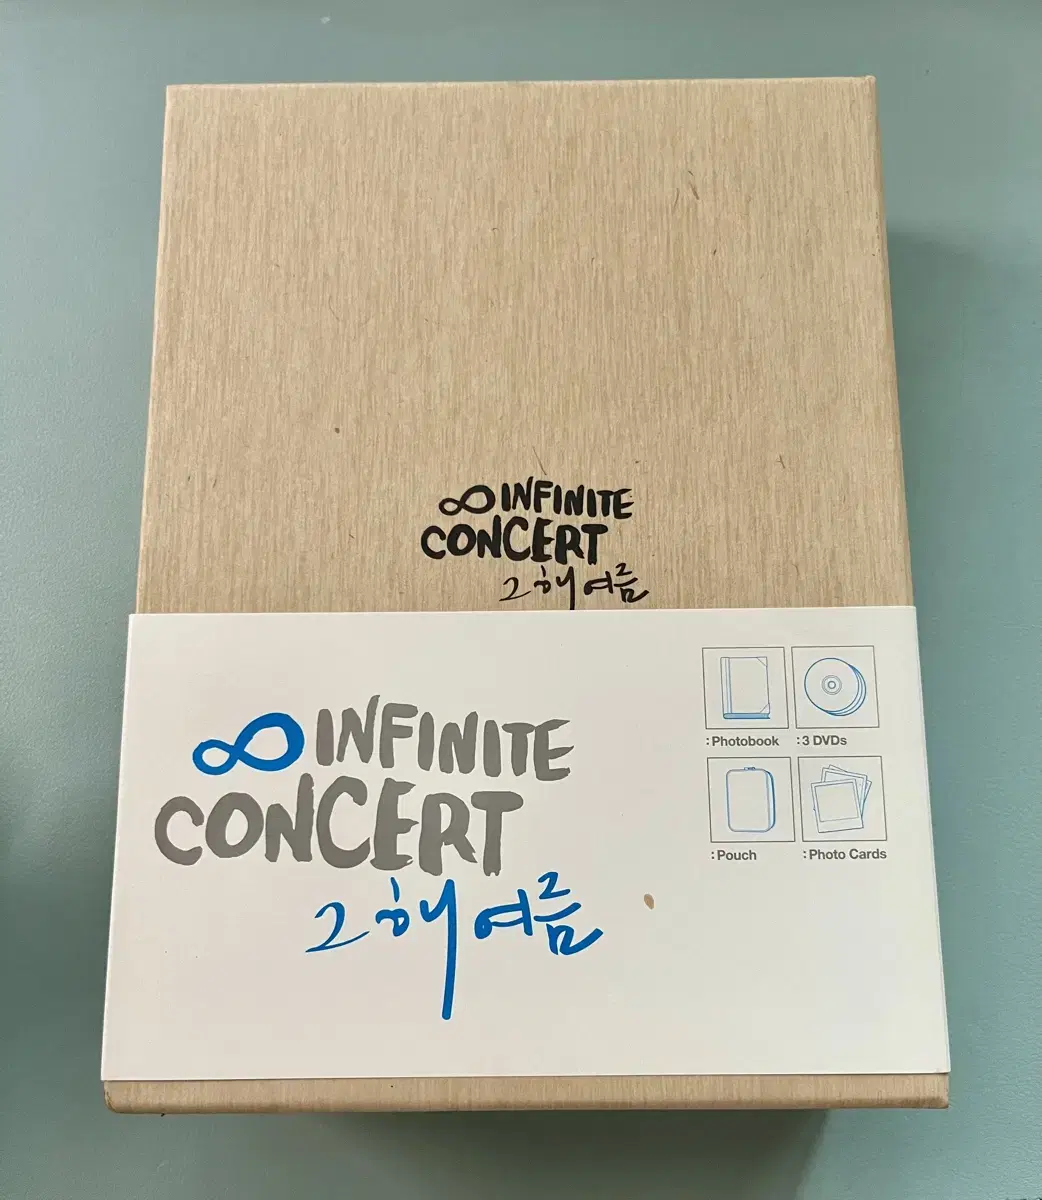 ∞ INFINITE
CONCERT
그 해 여름
∞ INFINITE
CONCERT
그 해 여름
:Photobook
:3 DVDs
:Pouch
:Photo Cards